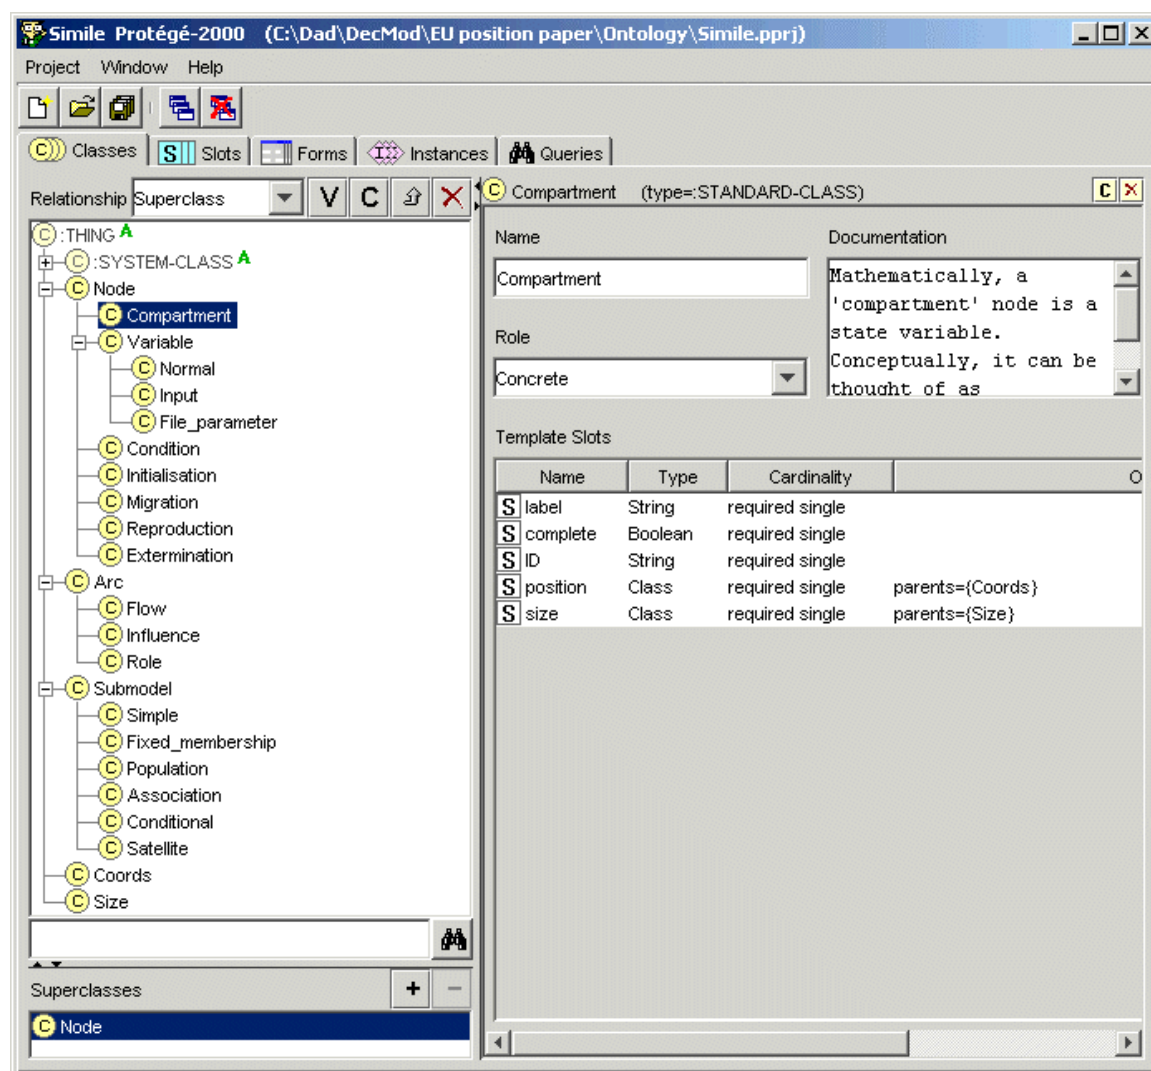 Simile Protégé-2000 (C:\Dad\DecMod\EU position paper\Ontology\Simile.pprj)
Project Window Help
C Classes S Slots Forms Instances Queries
Relationship Superclass V C
C :THING A
C :SYSTEM-CLASS A
C Node
C Compartment
C Variable
C Normal
C Input
C File_parameter
C Condition
C Initialisation
C Migration
C Reproduction
C Extermination
C Arc
C Flow
C Influence
C Role
C Submodel
C Simple
C Fixed_membership
C Population
C Association
C Conditional
C Satellite
C Coords
C Size
Superclasses + −
C Node
C Compartment (type=:STANDARD-CLASS) C
Name
Compartment
Role
Concrete
Documentation
Mathematically, a
'compartment' node is a
state variable.
Conceptually, it can be
thought of as
Template Slots
Name Type Cardinality O
S label String required single
S complete Boolean required single
S ID String required single
S position Class required single parents={Coords}
S size Class required single parents={Size}